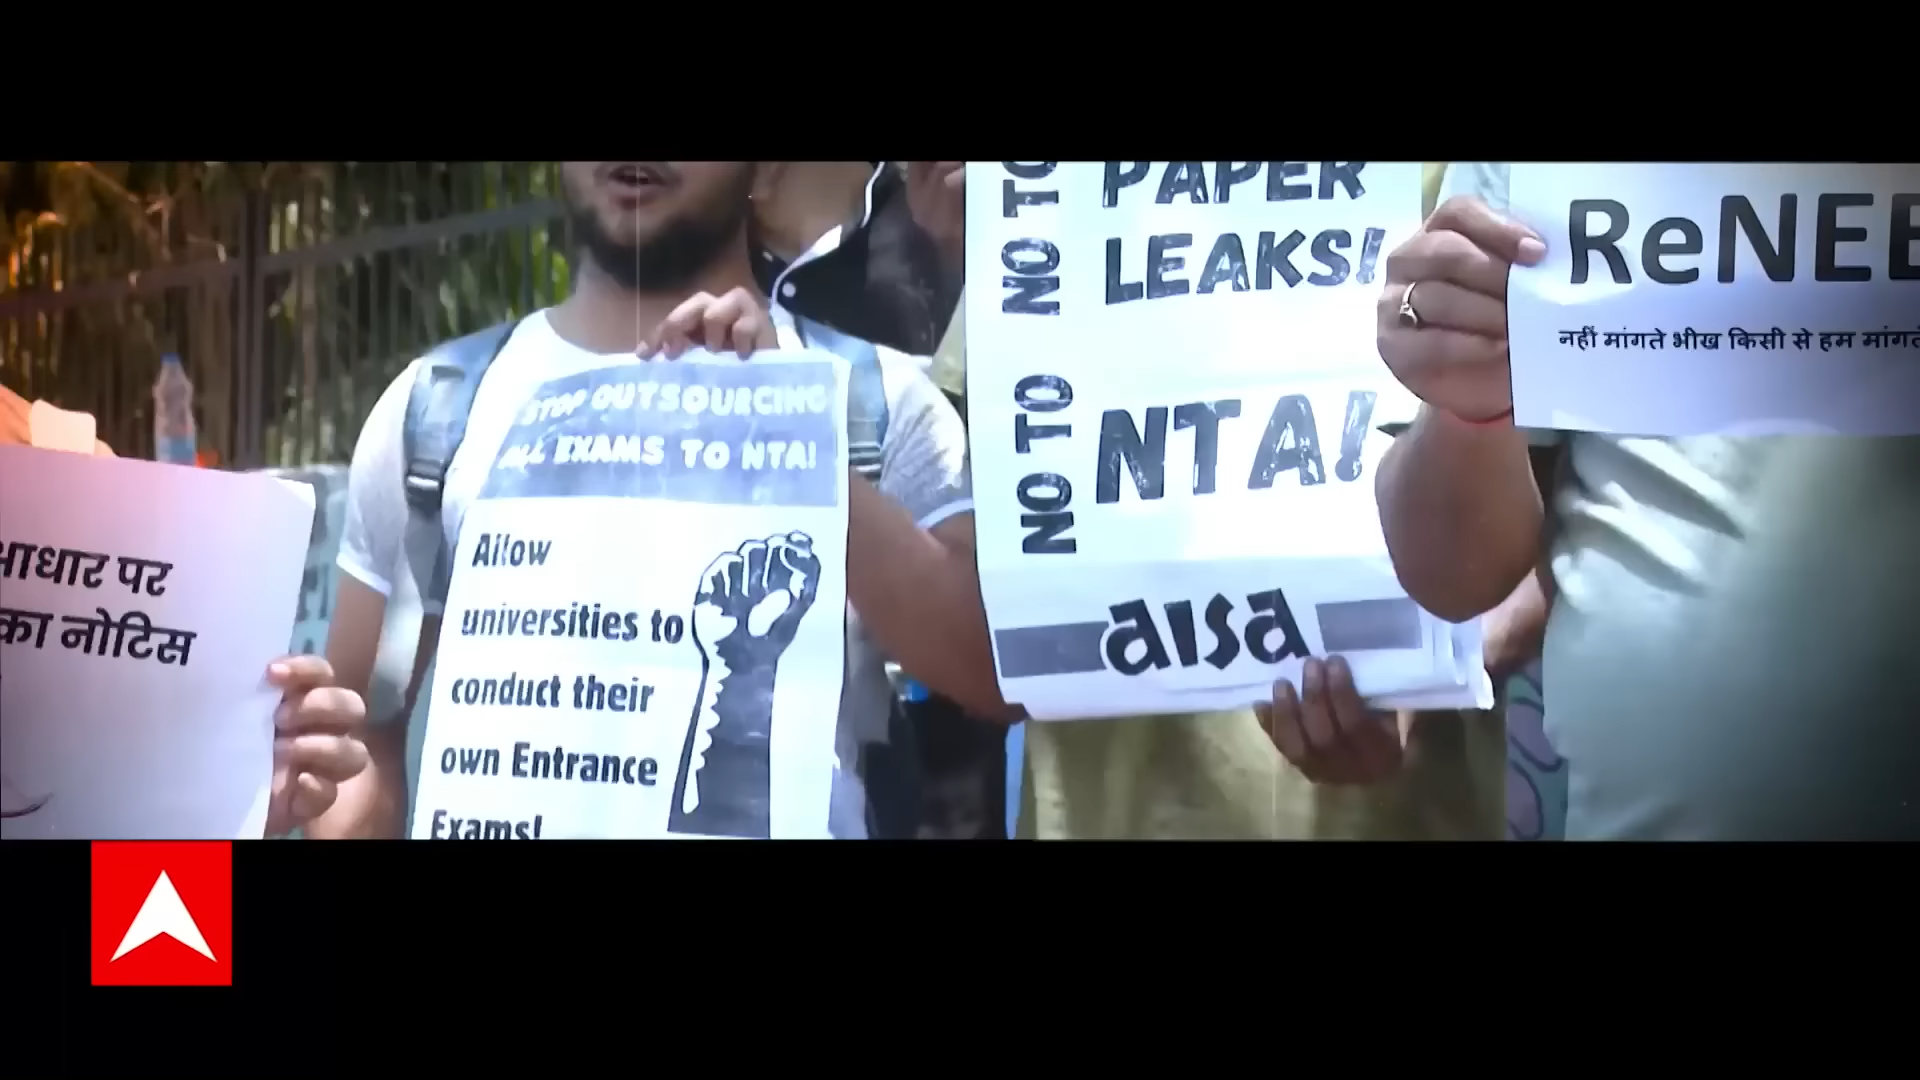 आधार पर
का नोटिस
STOP OUTSOURCING
ALL EXAMS TO NTA!
Allow
universities to
conduct their
own Entrance
Exams!
NO TO PAPER
LEAKS!
NO TO NTA!
aisa
ReNEE
नहीं मांगते भीख किसी से हम मांगते